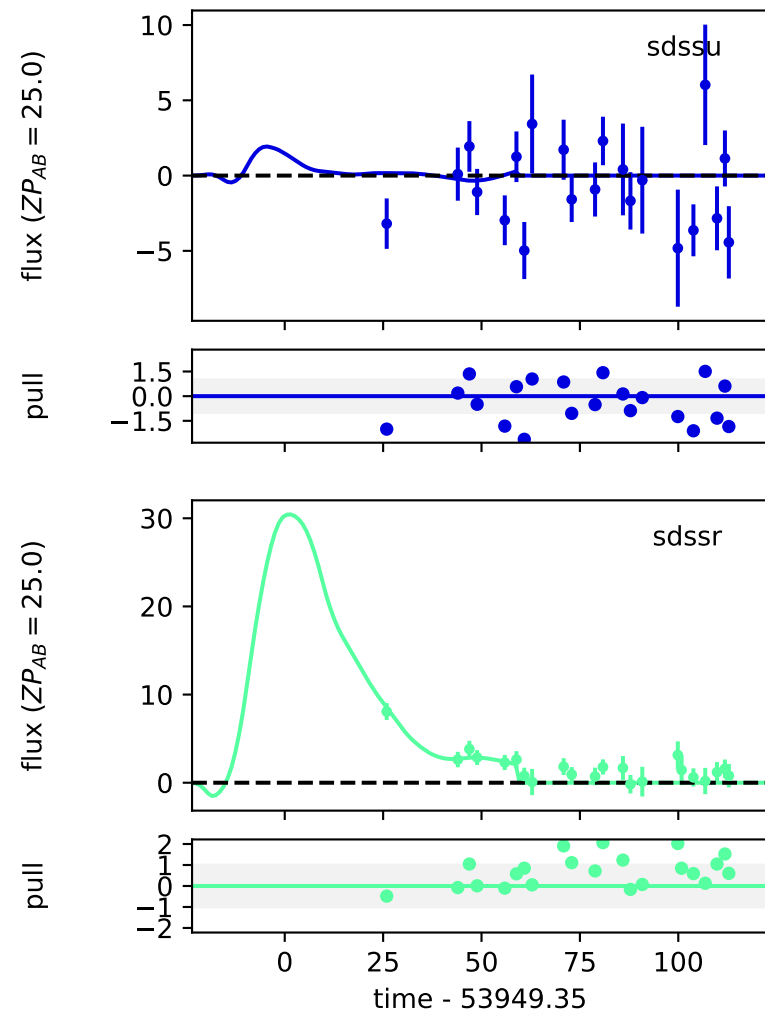 sdssu
flux (ZP_AB = 25.0)
10
5
0
−5
pull
1.5
0.0
−1.5
sdssr
flux (ZP_AB = 25.0)
30
20
10
0
pull
2
1
0
−1
−2
0 25 50 75 100
time - 53949.35